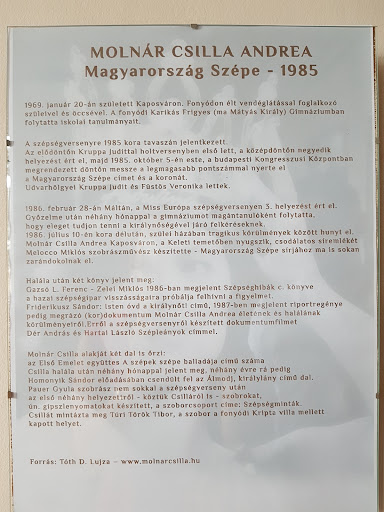 MOLNÁR CSILLA ANDREA
Magyarország Szépe - 1985
1969. január 20-án született Kaposváron. Fonyódon élt vendéglátással foglalkozó
szüleivel és öccsével. A fonyódi Karikás Frigyes (ma Mátyás Király) Gimnáziumban
folytatta iskolai tanulmányait.
A szépségversenyre 1985 kora tavaszán jelentkezett.
Az elődöntőn Kruppa Judittal holtversenyben első lett, a középdöntőn negyedik
helyezést ért el, majd 1985. október 5-én este, a budapesti Kongresszusi Központban
megrendezett döntőn messze a legmagasabb pontszámmal nyerte el
a Magyarország Szépe címet és a koronát.
Udvarhölgyei Kruppa Judit és Füstös Veronika lettek.
1986. február 28-án Máltán, a Miss Európa szépségversenyen 3. helyezést ért el.
Győzelme után néhány hónappal a gimnáziumot magántanulóként folytatta,
hogy eleget tudjon tenni a királynőségével járó felkéréseknek.
1986. július 10-én kora délután, szülei házában tragikus körülmények között hunyt el.
Molnár Csilla Andrea Kaposváron, a Keleti temetőben nyugszik, csodálatos síremlékét
Melocco Miklós szobrászművész készítette - Magyarország Szépe sírjához ma is sokan
zarándokolnak el.
Halála után két könyv jelent meg:
Gazsó L. Ferenc - Zelei Miklós 1986-ban megjelent Szépséghibák c. könyve
a hazai szépségipar visszásságaira próbálja felhívni a figyelmet.
Friderikusz Sándor: Isten óvd a királynőt! című, 1987-ben megjelent riportregénye
pedig megrázó (kor)dokumentum Molnár Csilla Andrea életének és halálának
körülményeiről.Erről a szépségversenyről készített dokumentumfilmet
Dér András és Hartai László Szépleányok címmel.
Molnár Csilla alakját két dal is őrzi:
az Első Emelet együttes A szépek szépe balladája című száma
Csilla halála után néhány hónappal jelent meg, néhány évre rá pedig
Homonyik Sándor előadásában csendült fel az Álmodj, királylány című dal.
Pauer Gyula szobrász nem sokkal a szépségverseny után
az első néhány helyezettről - köztük Csilláról is - szobrokat,
ún. gipszlenyomatokat készített, a szoborcsoport címe: Szépségminták.
Csillát mintázta meg Túri Török Tibor, a szobor a fonyódi Kripta villa mellett
kapott helyet.
Forrás: Tóth D. Lujza – www.molnarcsilla.hu